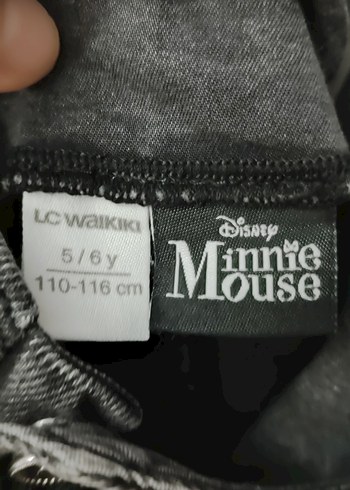 LC WAIKIKI
5 / 6 y
110-116 cm
Disney
Minnie
Mouse